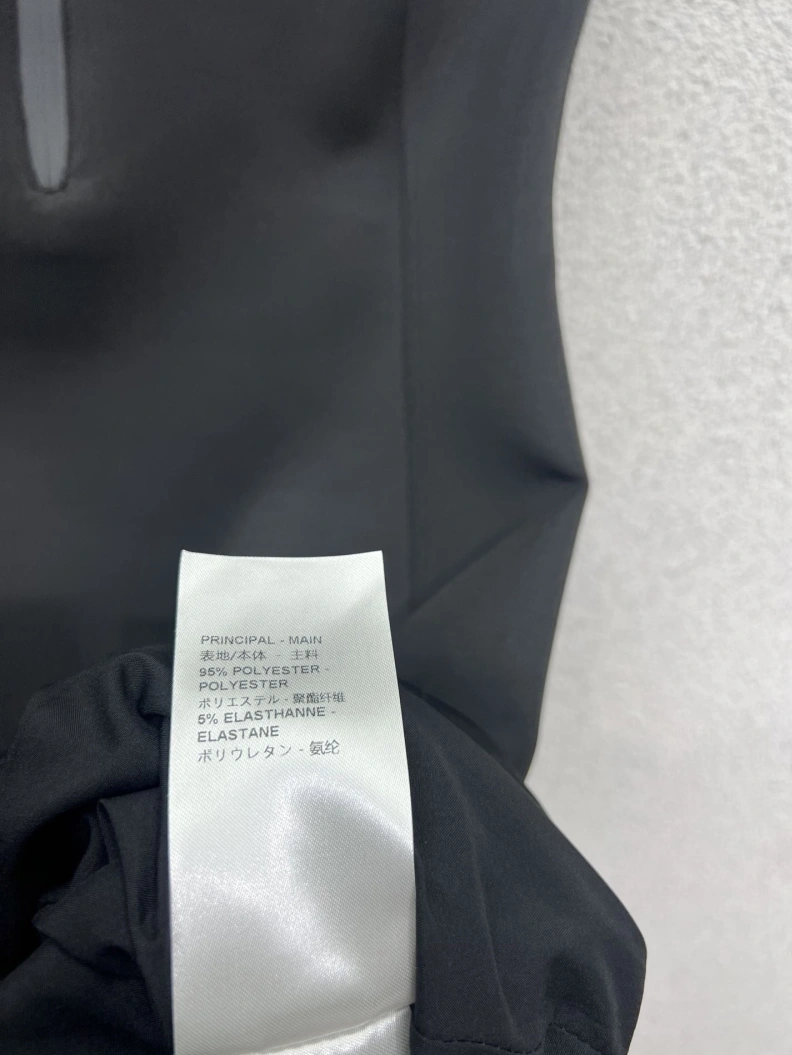 PRINCIPAL - MAIN
表地/本体 - 主料
95% POLYESTER -
POLYESTER
ポリエステル - 聚酯纤维
5% ELASTHANNE -
ELASTANE
ポリウレタン - 氨纶